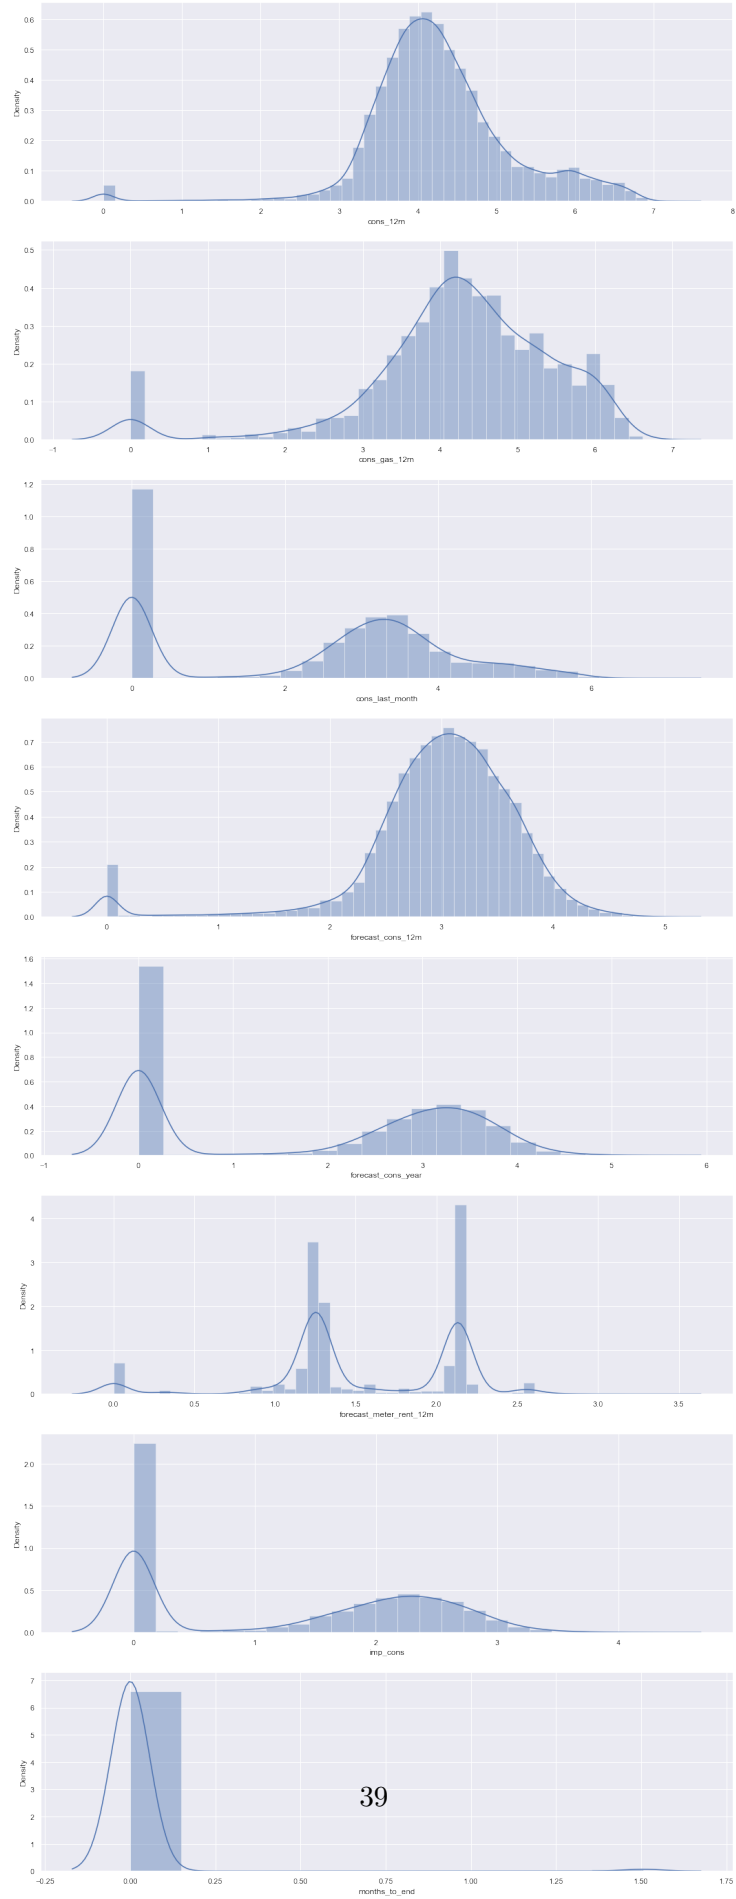 0.6
0.5
0.4
0.3
0.2
0.1
0.0
Density
0 1 2 3 4 5 6 7 8
cons_12m
0.5
0.4
0.3
0.2
0.1
0.0
Density
-1 0 1 2 3 4 5 6 7
cons_gas_12m
1.2
1.0
0.8
0.6
0.4
0.2
0.0
Density
0 2 4 6
cons_last_month
0.7
0.6
0.5
0.4
0.3
0.2
0.1
0.0
Density
0 1 2 3 4 5
forecast_cons_12m
1.6
1.4
1.2
1.0
0.8
0.6
0.4
0.2
0.0
Density
-1 0 1 2 3 4 5 6
forecast_cons_year
4
3
2
1
0
Density
0.0 0.5 1.0 1.5 2.0 2.5 3.0 3.5
forecast_meter_rent_12m
2.0
1.5
1.0
0.5
0.0
Density
0 1 2 3 4
imp_cons
7
6
5
4
3
2
1
0
Density
39
-0.25 0.00 0.25 0.50 0.75 1.00 1.25 1.50 1.75
months_to_end